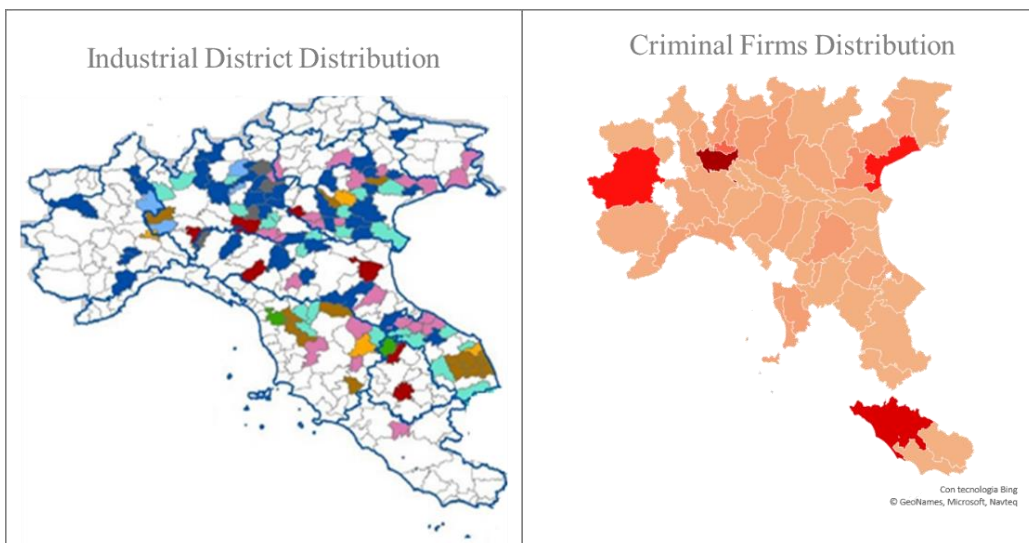 Industrial District Distribution
Criminal Firms Distribution
Con tecnologia Bing
© GeoNames, Microsoft, Navteq